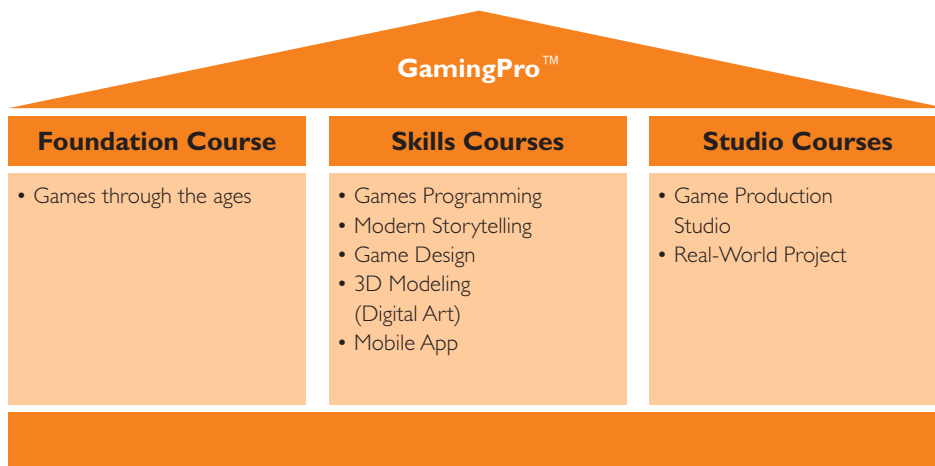 GamingPro™
Foundation Course
• Games through the ages
Skills Courses
• Games Programming
• Modern Storytelling
• Game Design
• 3D Modeling
(Digital Art)
• Mobile App
Studio Courses
• Game Production
Studio
• Real-World Project